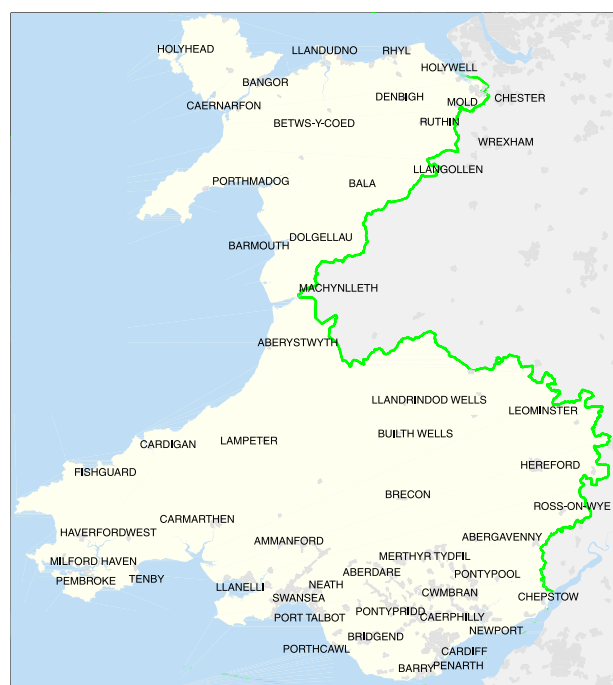 HOLYHEAD
LLANDUDNO
RHYL
HOLYWELL
BANGOR
DENBIGH
CHESTER
MOLD
CAERNARFON
BETWS-Y-COED
RUTHIN
WREXHAM
LLANGOLLEN
PORTHMADOG
BALA
DOLGELLAU
BARMOUTH
MACHYNLLETH
ABERYSTWYTH
LLANDRINDOD WELLS
LEOMINSTER
BUILTH WELLS
LAMPETER
CARDIGAN
HEREFORD
FISHGUARD
BRECON
ROSS-ON-WYE
CARMARTHEN
HAVERFORDWEST
ABERGAVENNY
AMMANFORD
MERTHYR TYDFIL
MILFORD HAVEN
ABERDARE
PONTYPOOL
PEMBROKE
TENBY
NEATH
LLANELLI
CWMBRAN
SWANSEA
CHEPSTOW
PONTYPRIDD
PORT TALBOT
CAERPHILLY
NEWPORT
BRIDGEND
PORTHCAWL
CARDIFF
PENARTH
BARRY